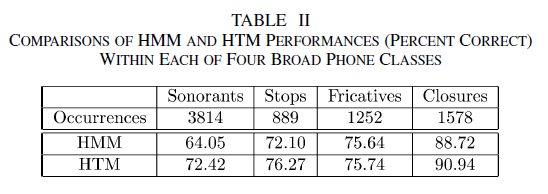 TABLE II
COMPARISONS OF HMM AND HTM PERFORMANCES (PERCENT CORRECT)
WITHIN EACH OF FOUR BROAD PHONE CLASSES
Sonorants Stops Fricatives Closures
Occurrences 3814 889 1252 1578
HMM 64.05 72.10 75.64 88.72
HTM 72.42 76.27 75.74 90.94